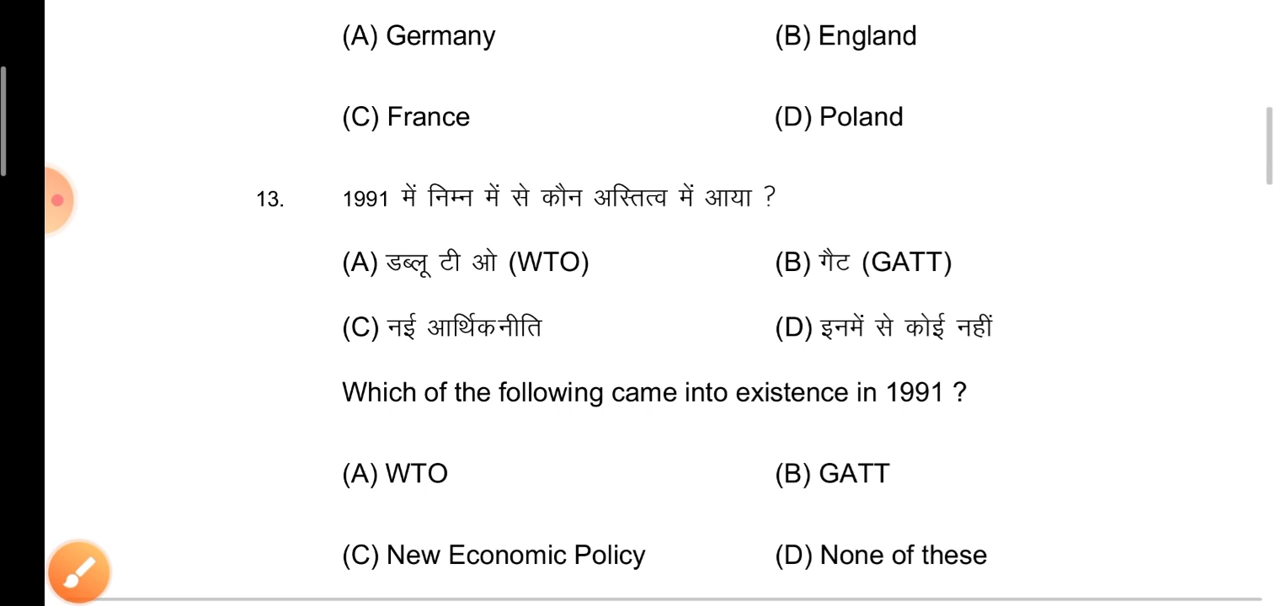 (A) Germany (B) England
(C) France (D) Poland
13. 1991 में निम्न में से कौन अस्तित्व में आया ?
(A) डब्लू टी ओ (WTO) (B) गैट (GATT)
(C) नई आर्थिकनीति (D) इनमें से कोई नहीं
Which of the following came into existence in 1991 ?
(A) WTO (B) GATT
(C) New Economic Policy (D) None of these